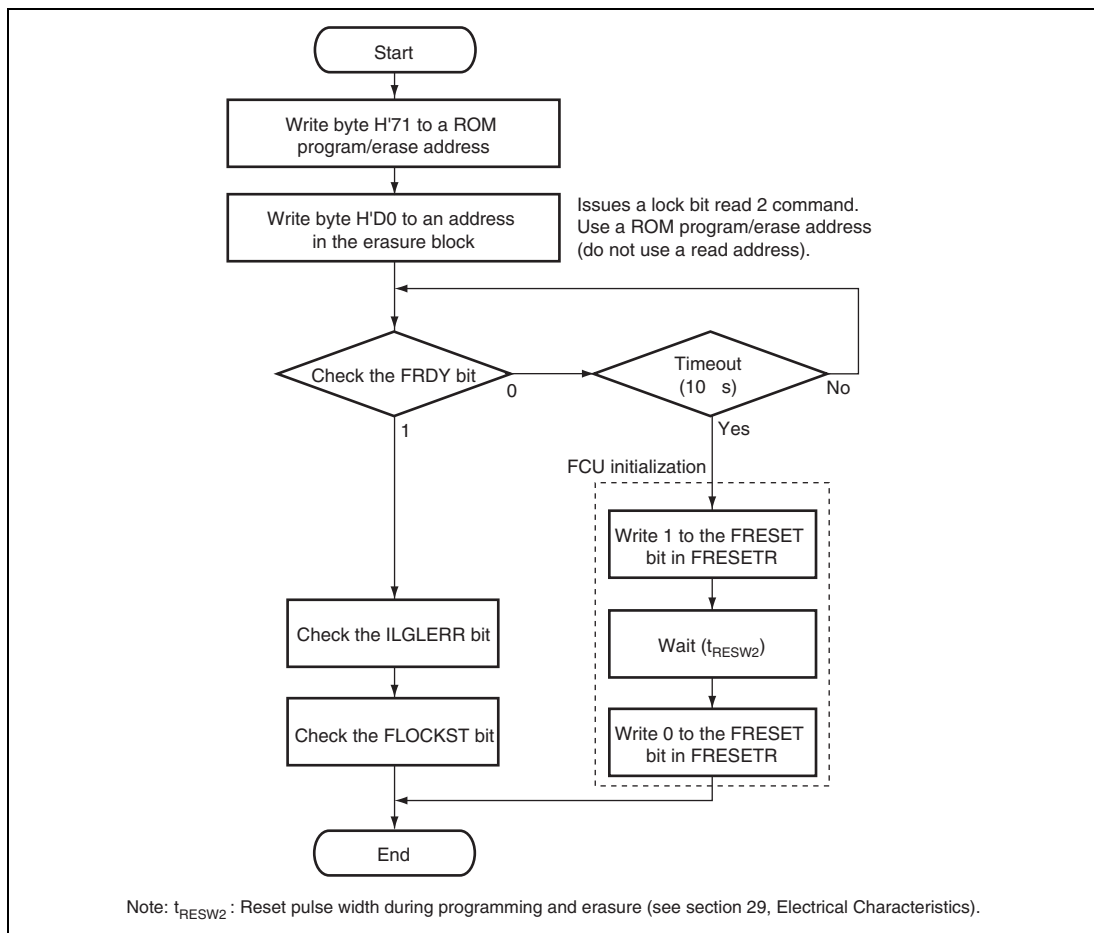 Start
Write byte H'71 to a ROM
program/erase address
Write byte H'D0 to an address
in the erasure block
Issues a lock bit read 2 command.
Use a ROM program/erase address
(do not use a read address).
Check the FRDY bit
0
1
Timeout
(10   s)
No
Yes
FCU initialization
Write 1 to the FRESET
bit in FRESETR
Wait (tRESW2)
Write 0 to the FRESET
bit in FRESETR
Check the ILGLERR bit
Check the FLOCKST bit
End
Note: tRESW2 : Reset pulse width during programming and erasure (see section 29, Electrical Characteristics).